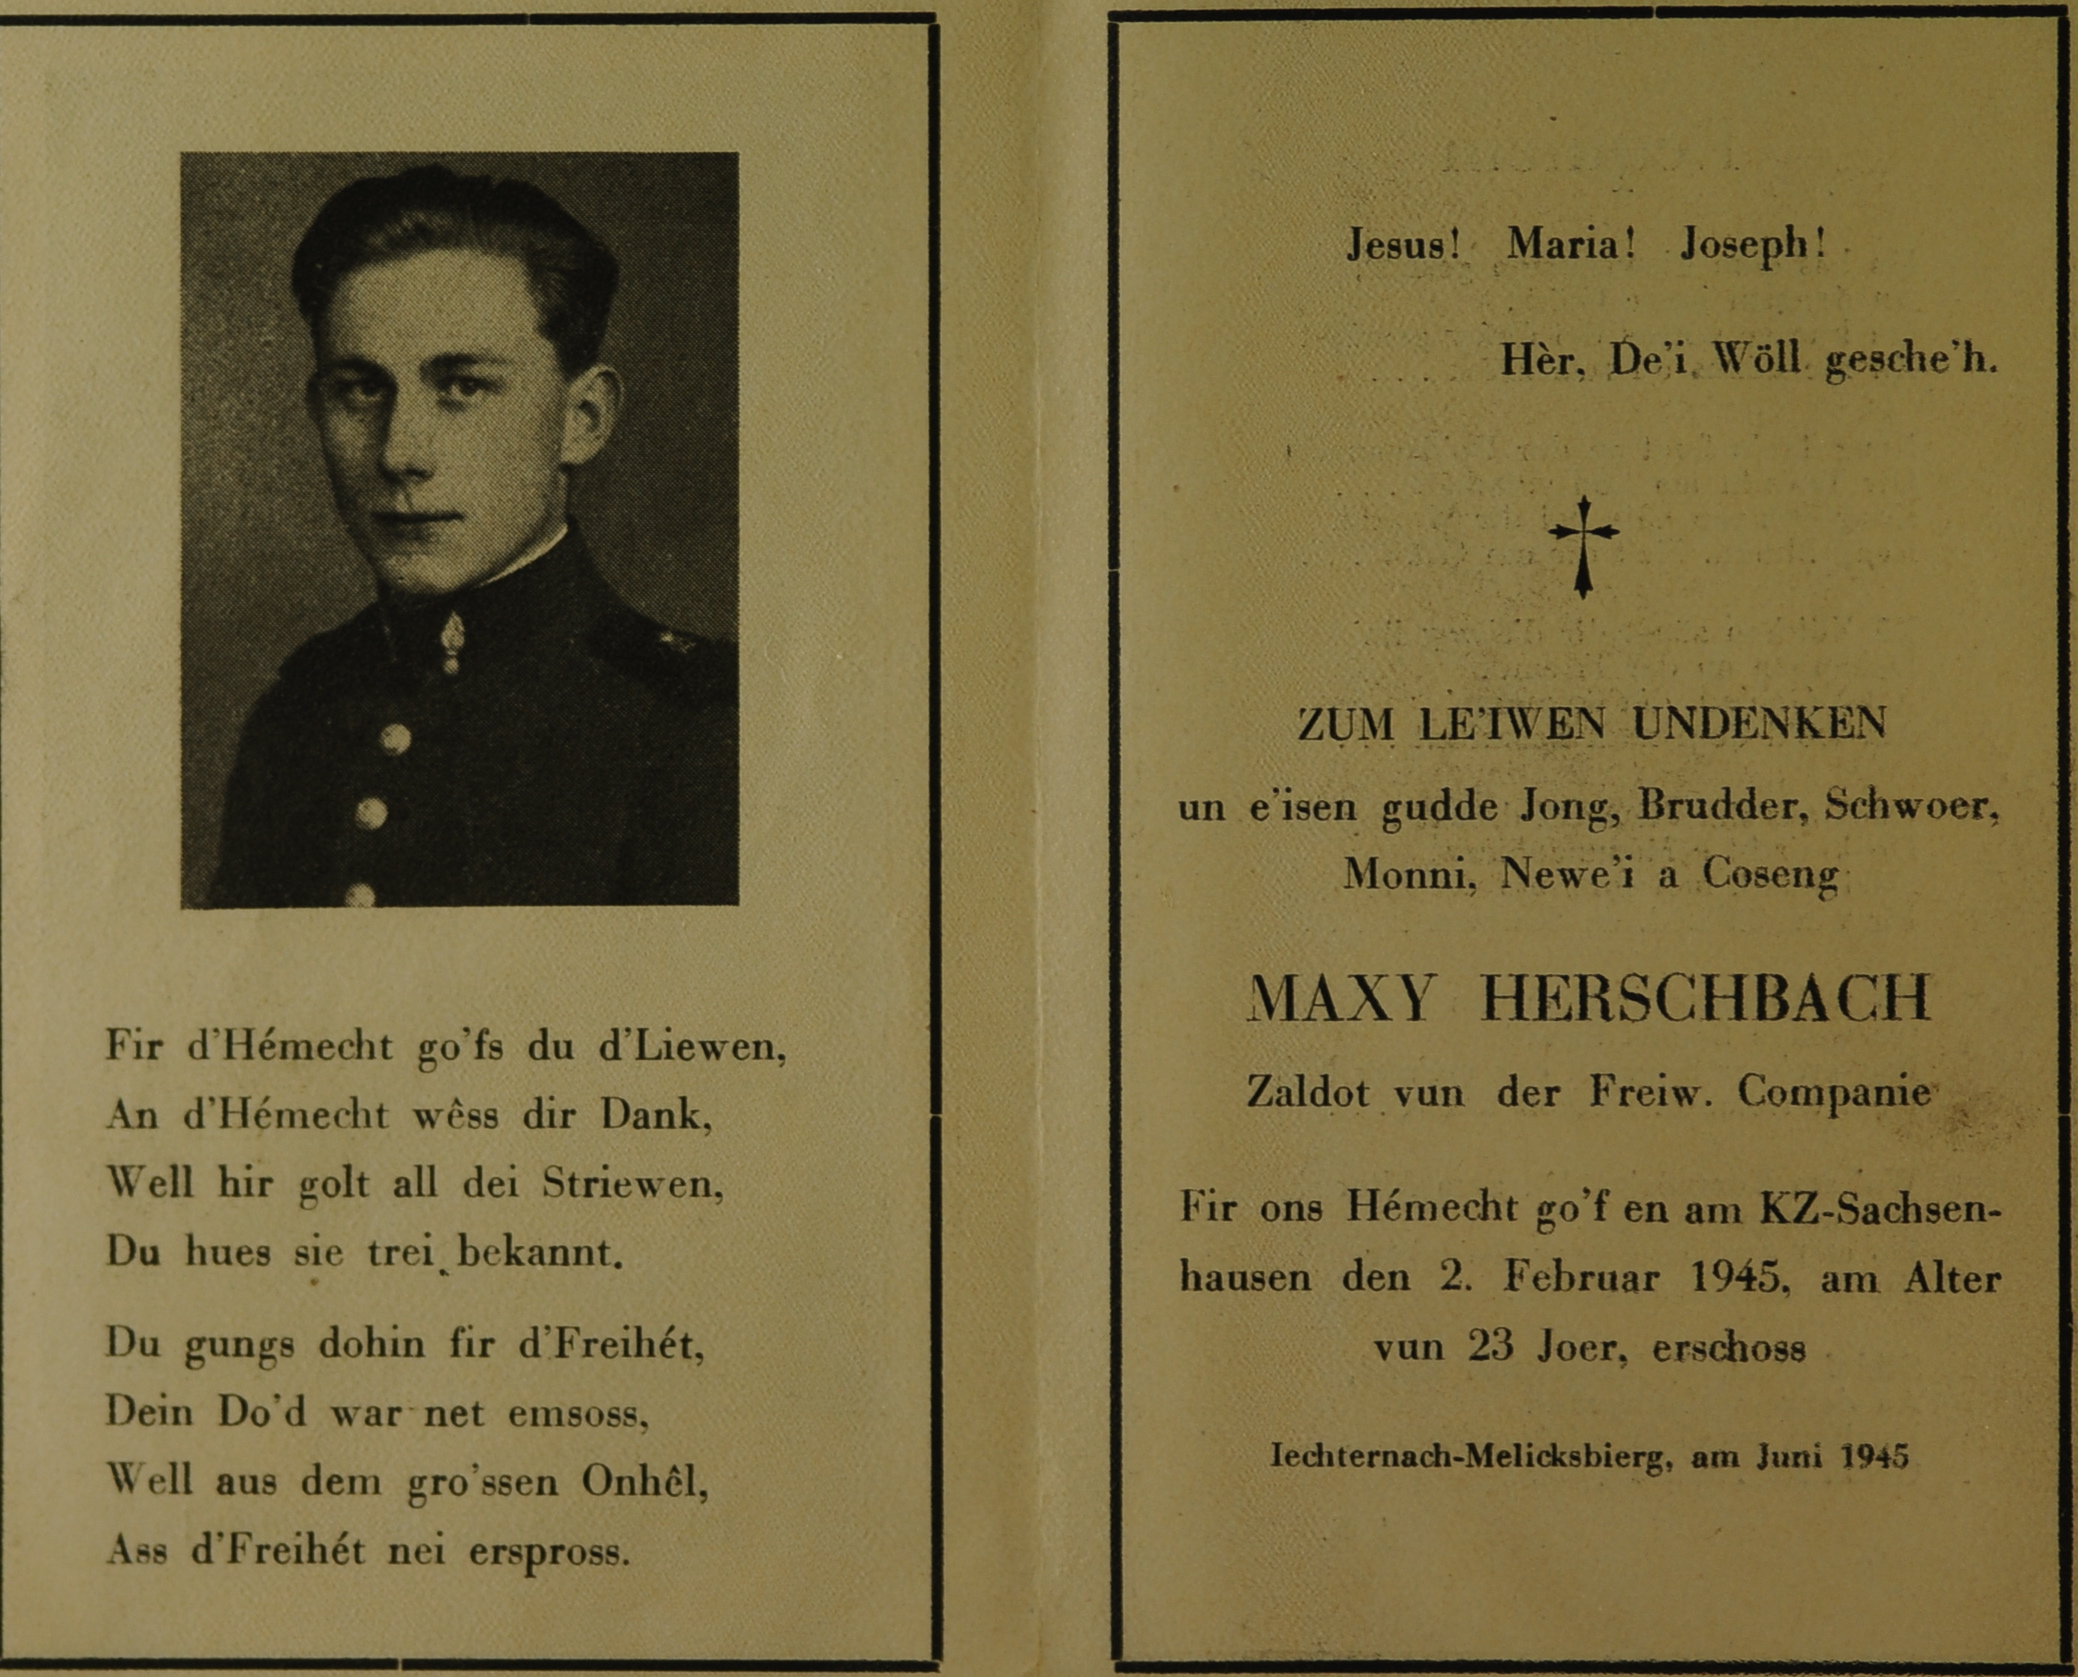 Fir d'Hémecht go'fs du d'Liewen,
An d'Hémecht wêss dir Dank,
Well hir golt all dei Striewen,
Du hues sie trei bekannt.
Du gungs dohin fir d'Freihét,
Dein Do'd war net emsoss,
Well aus dem gro'ssen Onhêl,
Ass d'Freihét nei erspross.
Jesus! Maria! Joseph!
Hèr, De'i Wöll gesche'h.
ZUM LE'IWEN UNDENKEN
un e'isen gudde Jong, Brudder, Schwoer,
Monni, Newe'i a Coseng
MAXY HERSCHBACH
Zaldot vun der Freiw. Companie
Fir ons Hémecht go'f en am KZ-Sachsen-
hausen den 2. Februar 1945, am Alter
vun 23 Joer, erschoss
Iechternach-Melicksbierg, am Juni 1945